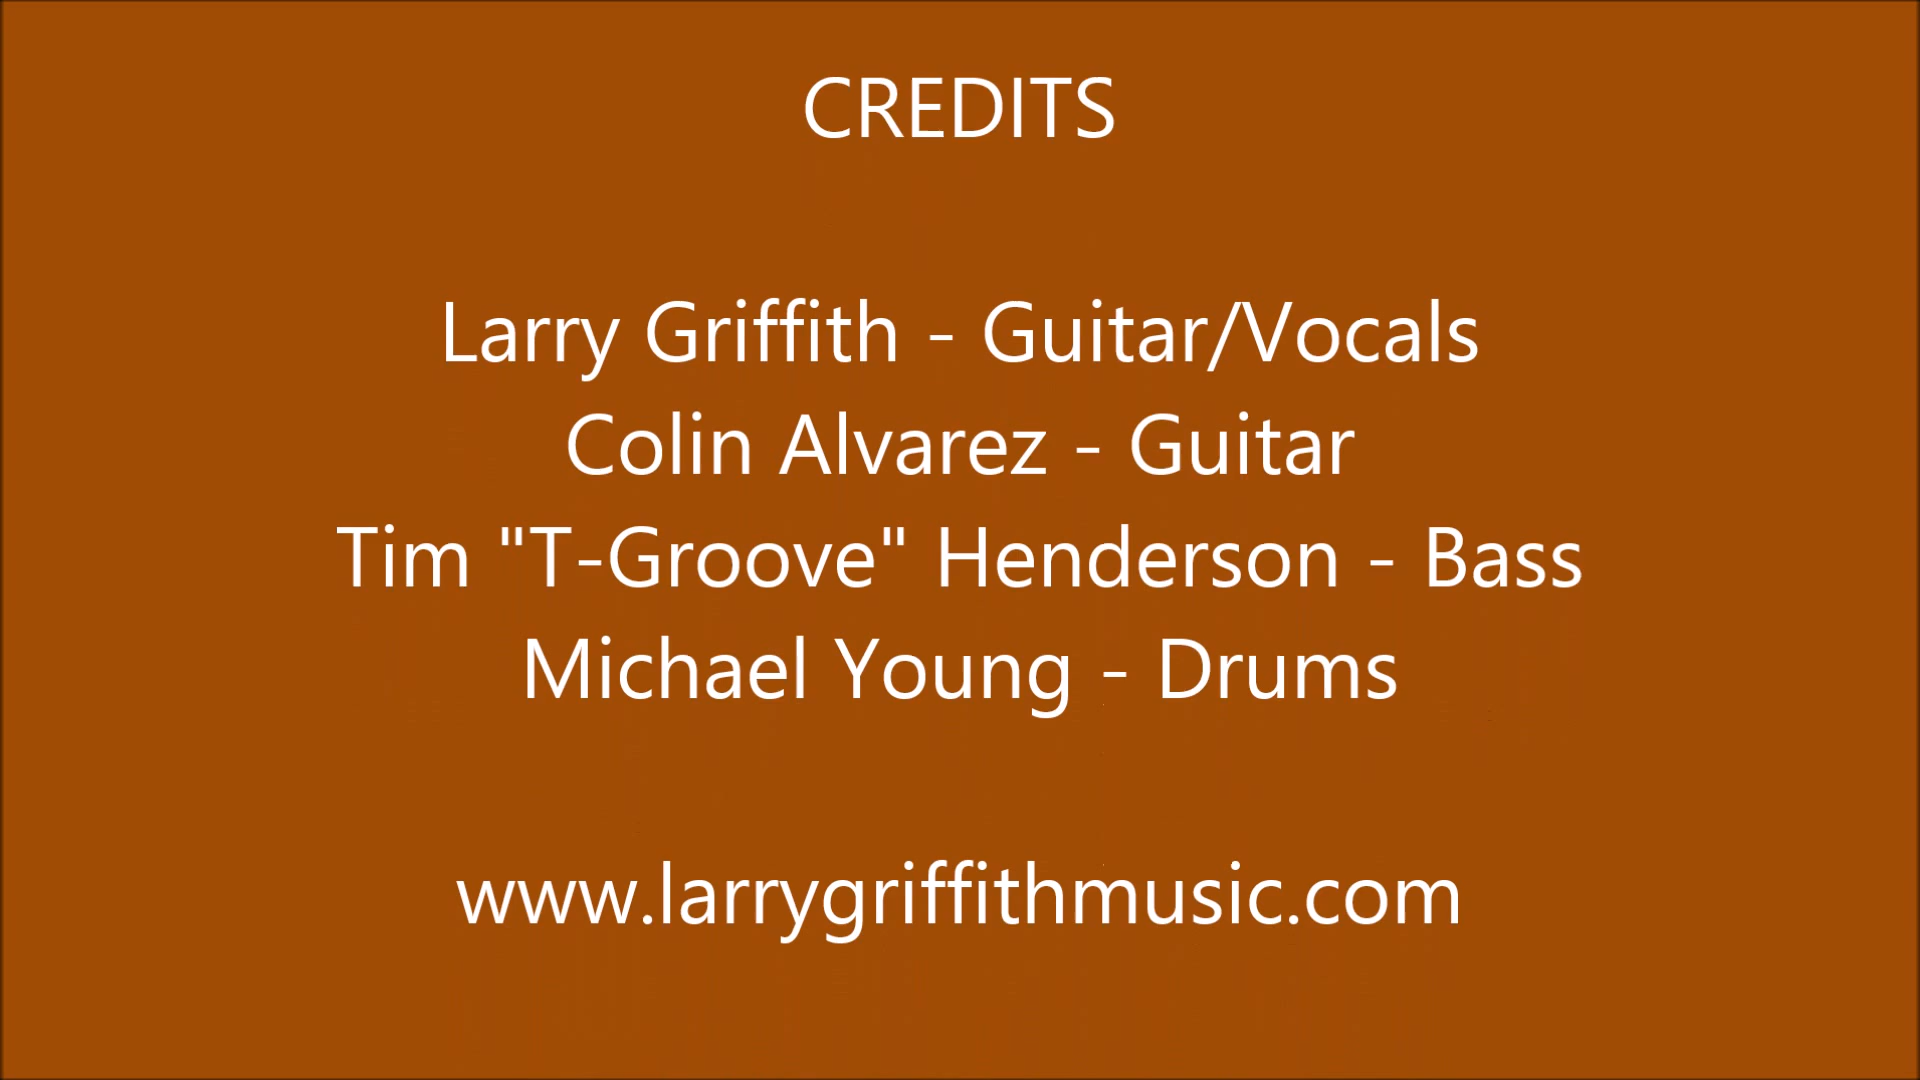 CREDITS
Larry Griffith - Guitar/Vocals
Colin Alvarez - Guitar
Tim "T-Groove" Henderson - Bass
Michael Young - Drums
www.larrygriffithmusic.com